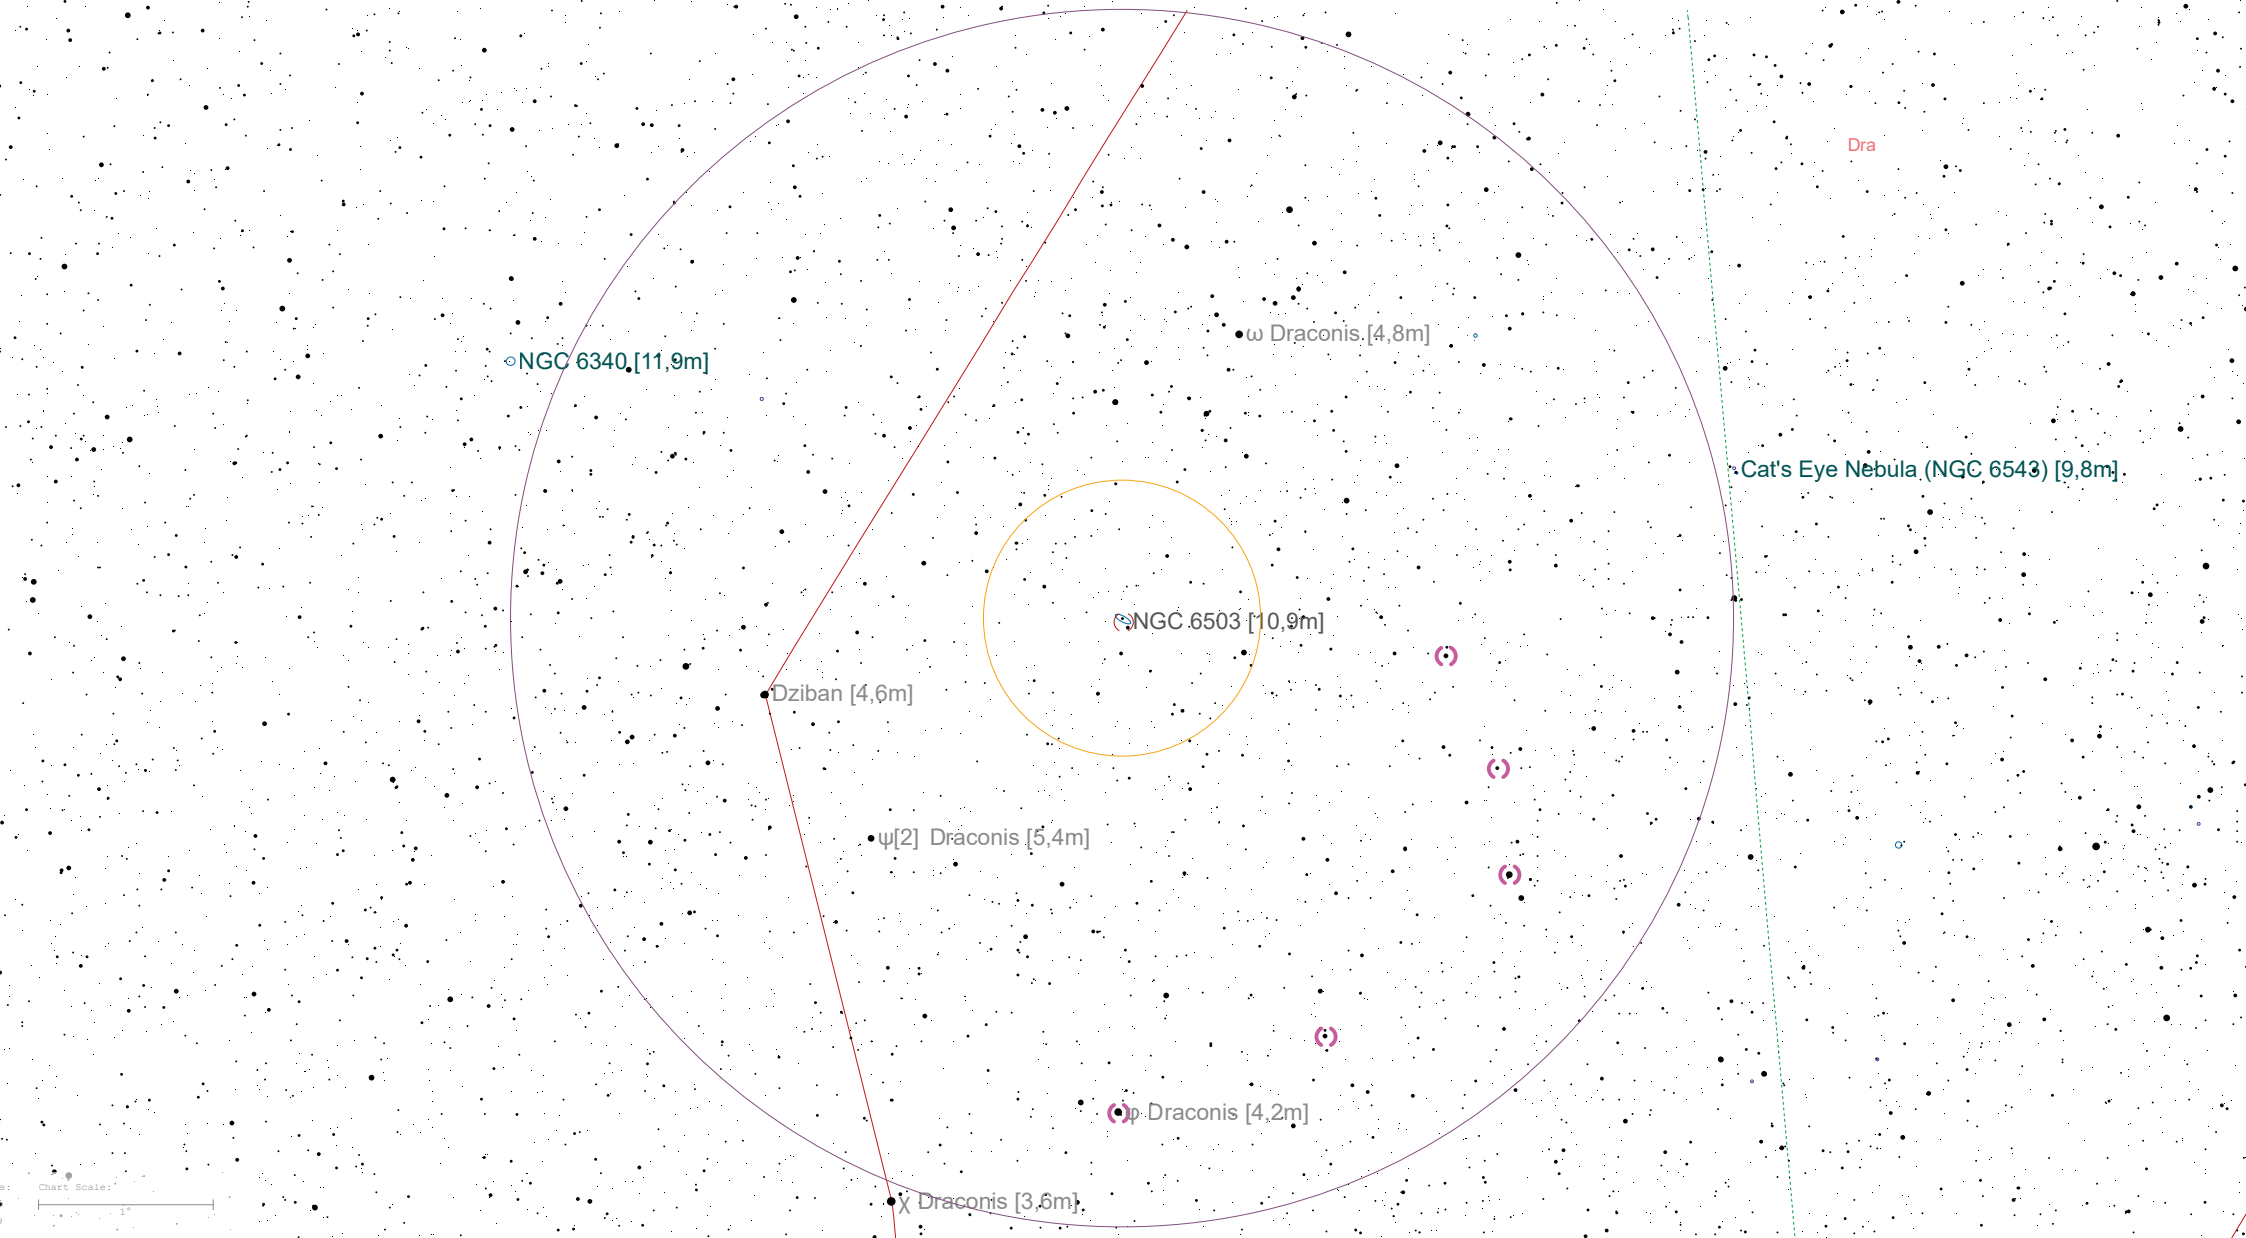 Dra
ω Draconis [4,8m]
NGC 6340 [11,9m]
Cat's Eye Nebula (NGC 6543) [9,8m]
NGC 6503 [10,9m]
Dziban [4,6m]
ψ[2] Draconis [5,4m]
φ Draconis [4,2m]
s: Chart Scale:
χ Draconis [3,6m]
1°